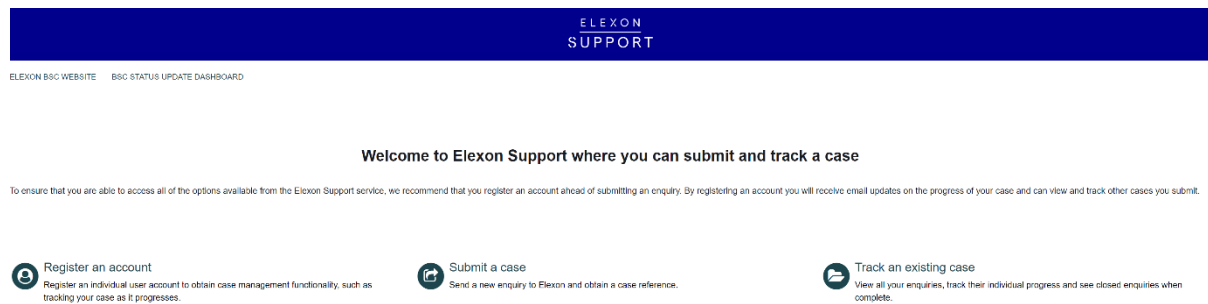 ELEXON
SUPPORT
ELEXON BSC WEBSITE BSC STATUS UPDATE DASHBOARD
Welcome to Elexon Support where you can submit and track a case
To ensure that you are able to access all of the options available from the Elexon Support service, we recommend that you register an account ahead of submitting an enquiry. By registering an account you will receive email updates on the progress of your case and can view and track other cases you submit.
Register an account
Register an individual user account to obtain case management functionality, such as
tracking your case as it progresses.
Submit a case
Send a new enquiry to Elexon and obtain a case reference.
Track an existing case
View all your enquiries, track their individual progress and see closed enquiries when
complete.